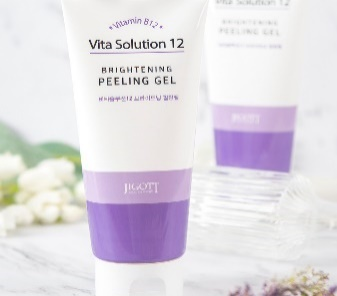 • Vitamin B12 •
Vita Solution 12
BRIGHTENING
PEELING GEL
JIGOTT
Vita Solution 12
BRIGHTENING
PEELING GEL